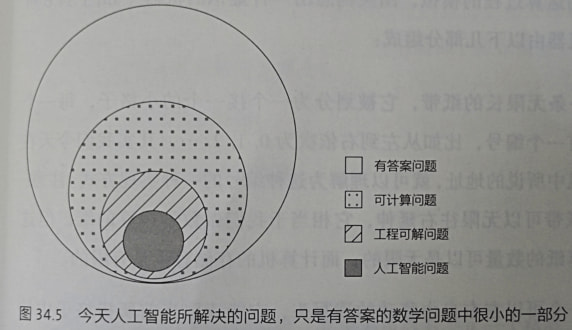 有答案问题
可计算问题
工程可解问题
人工智能问题
图 34.5 今天人工智能所解决的问题，只是有答案的数学问题中很小的一部分